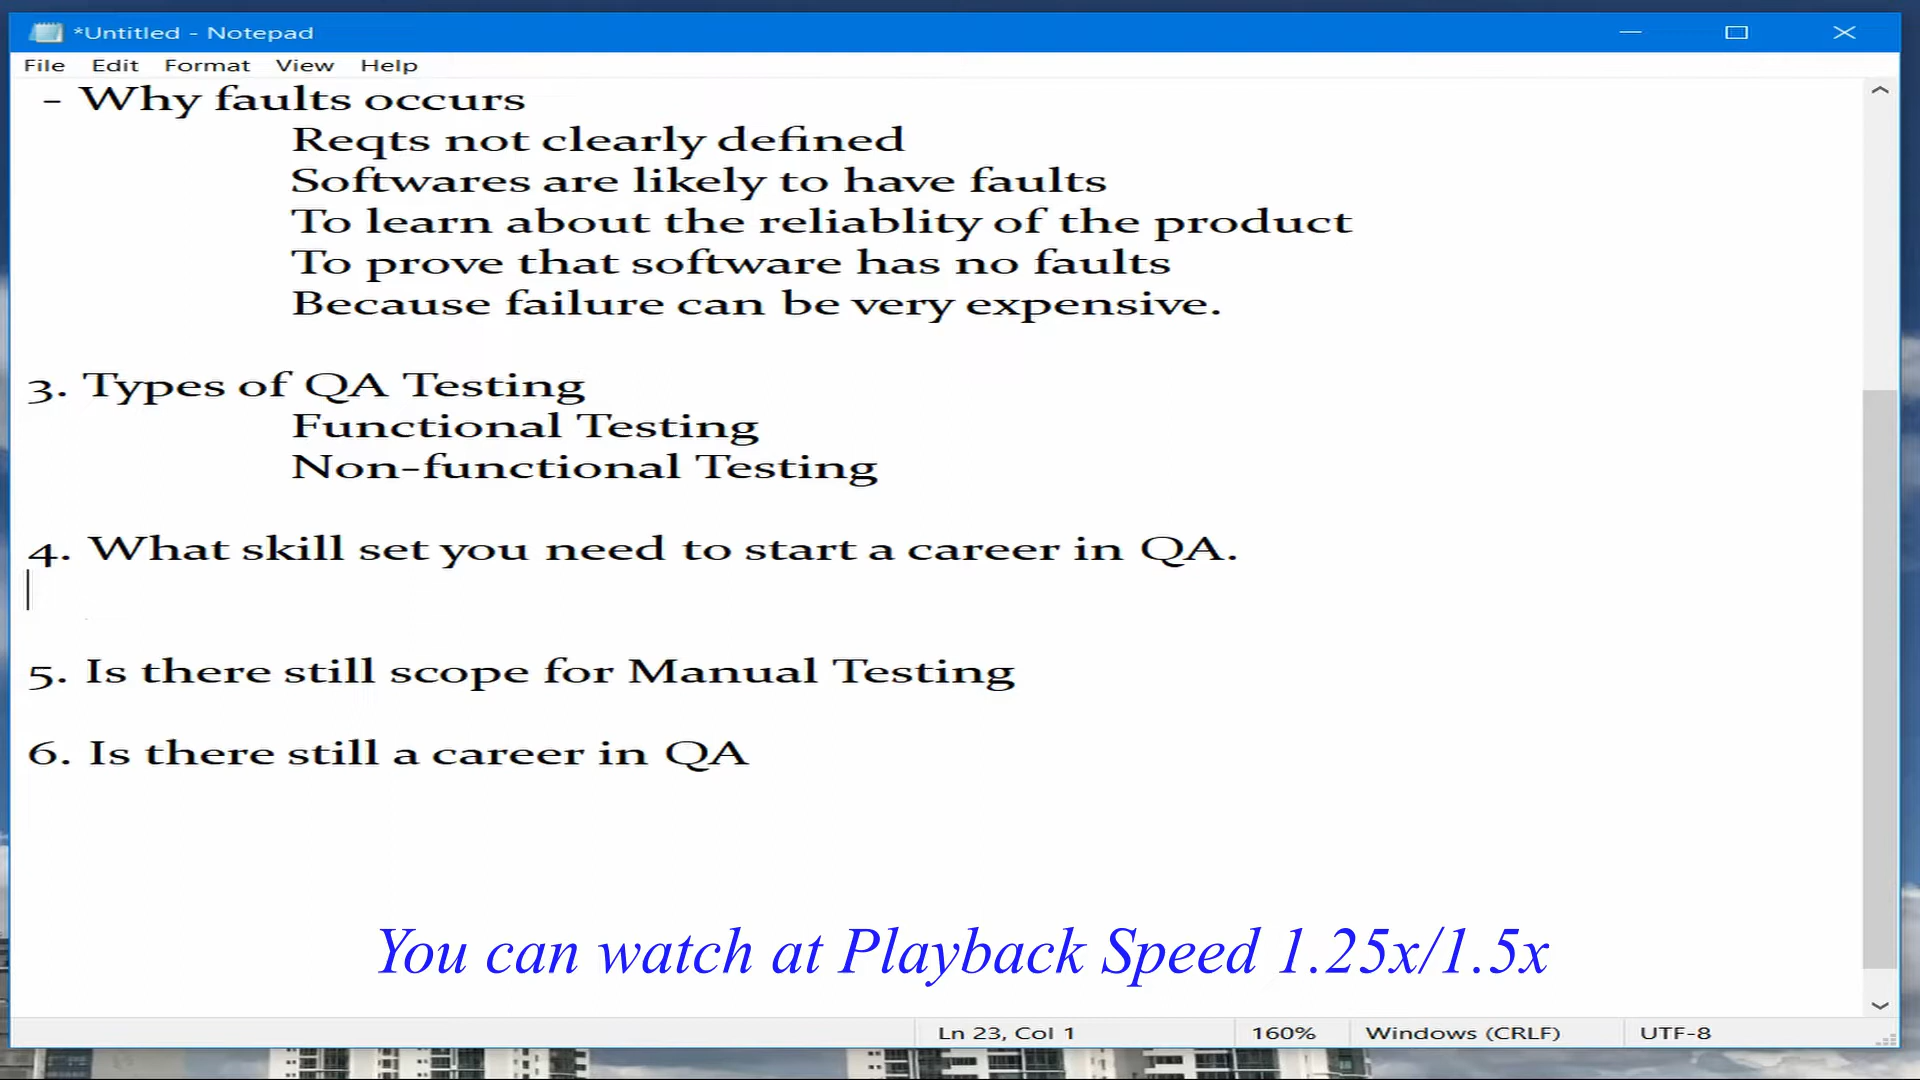 *Untitled - Notepad
File Edit Format View Help
- Why faults occurs
Reqts not clearly defined
Softwares are likely to have faults
To learn about the reliablity of the product
To prove that software has no faults
Because failure can be very expensive.
3. Types of QA Testing
Functional Testing
Non-functional Testing
4. What skill set you need to start a career in QA.
5. Is there still scope for Manual Testing
6. Is there still a career in QA
You can watch at Playback Speed 1.25x/1.5x
Ln 23, Col 1 160% Windows (CRLF) UTF-8